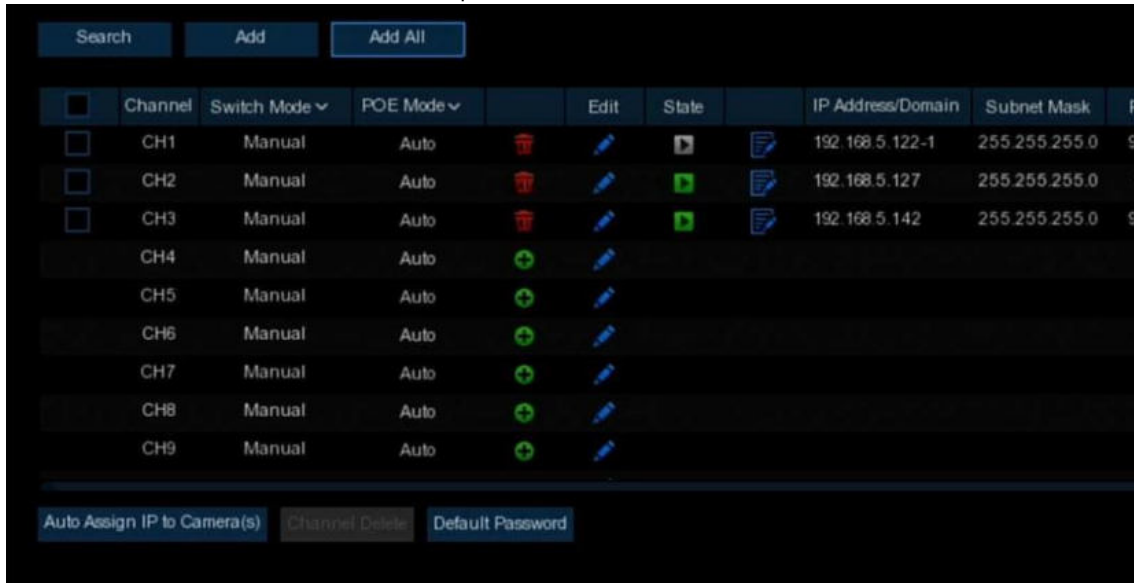 Search Add Add All
Channel Switch Mode POE Mode Edit State IP Address/Domain Subnet Mask
CH1 Manual Auto 192.168.5.122-1 255.255.255.0 9
CH2 Manual Auto 192.168.5.127 255.255.255.0
CH3 Manual Auto 192.168.5.142 255.255.255.0 9
CH4 Manual Auto
CH5 Manual Auto
CH6 Manual Auto
CH7 Manual Auto
CH8 Manual Auto
CH9 Manual Auto
Auto Assign IP to Camera(s) Channel Delete Default Password